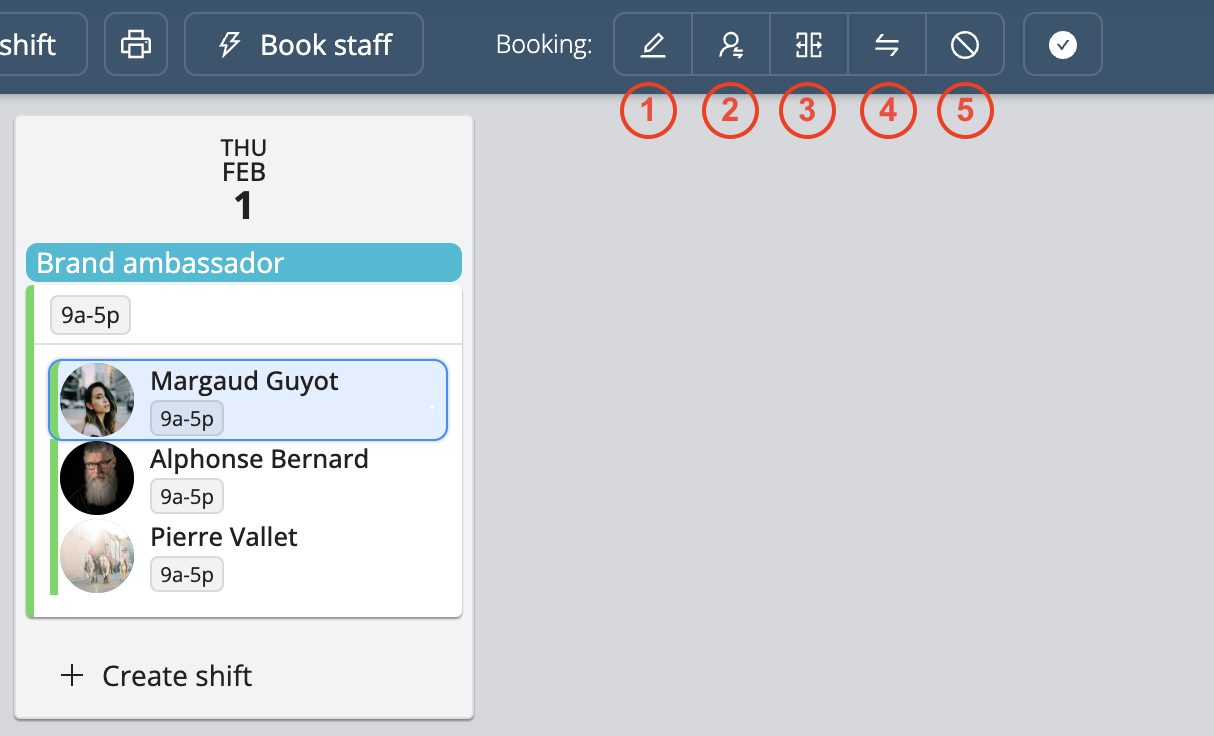 shift
Book staff
Booking:
1 2 3 4 5
THU
FEB
1
Brand ambassador
9a-5p
Margaud Guyot
9a-5p
Alphonse Bernard
9a-5p
Pierre Vallet
9a-5p
+ Create shift